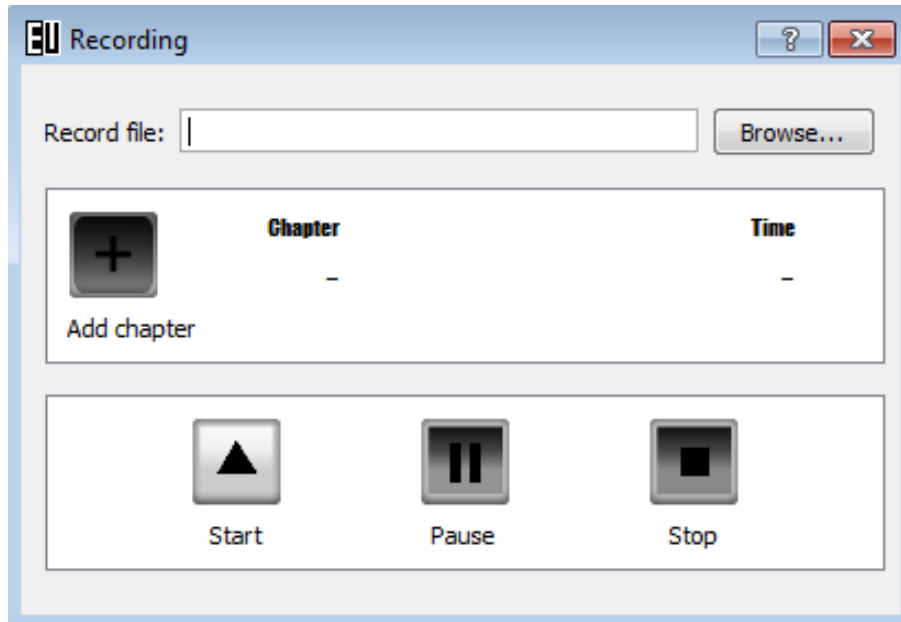 EU Recording
Record file: Browse...
Chapter Time
– –
Add chapter
Start Pause Stop